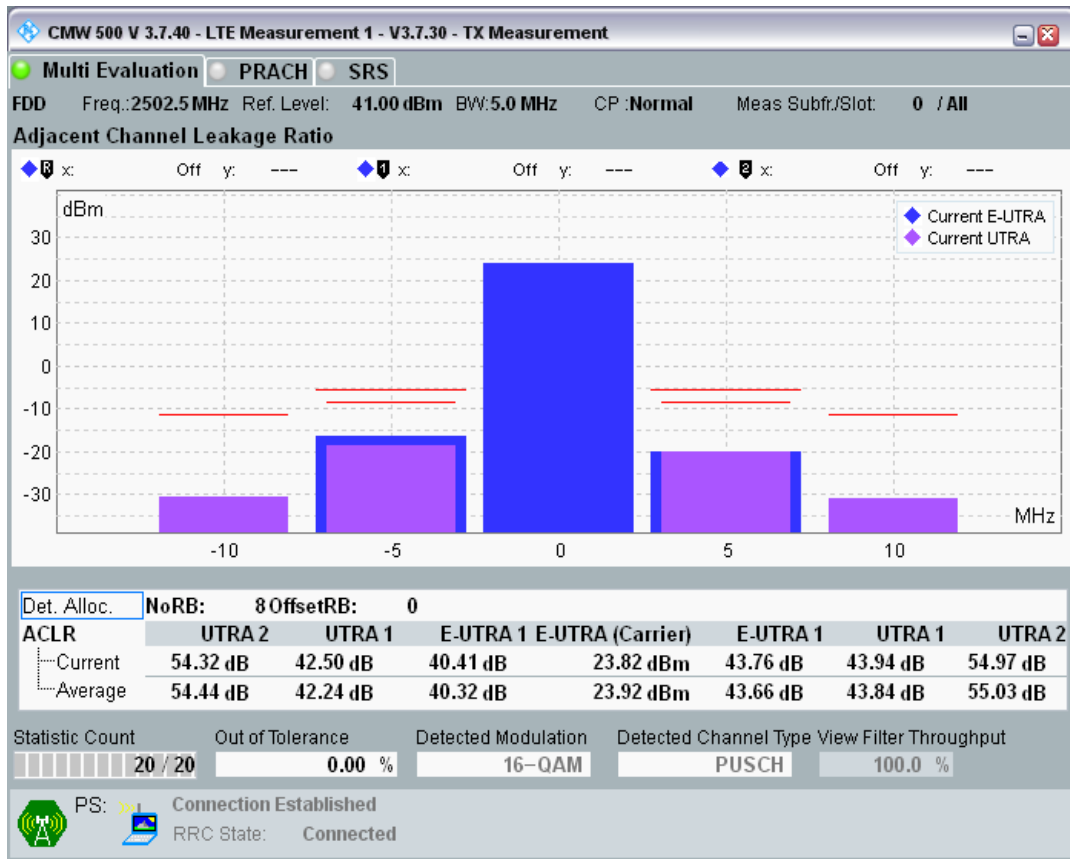 CMW 500 V 3.7.40 - LTE Measurement 1 - V3.7.30 - TX Measurement
Multi Evaluation PRACH SRS
FDD Freq.:2502.5 MHz Ref. Level: 41.00 dBm BW:5.0 MHz CP :Normal Meas Subfr./Slot: 0 / All
Adjacent Channel Leakage Ratio
R x: Off y: --- 1 x: Off y: --- 2 x: Off y: ---
dBm
Current E-UTRA
Current UTRA
30
20
10
0
-10
-20
-30
MHz
-10 -5 0 5 10
Det. Alloc. NoRB: 8 OffsetRB: 0
ACLR UTRA 2 UTRA 1 E-UTRA 1 E-UTRA (Carrier) E-UTRA 1 UTRA 1 UTRA 2
Current 54.32 dB 42.50 dB 40.41 dB 23.82 dBm 43.76 dB 43.94 dB 54.97 dB
Average 54.44 dB 42.24 dB 40.32 dB 23.92 dBm 43.66 dB 43.84 dB 55.03 dB
Statistic Count Out of Tolerance Detected Modulation Detected Channel Type View Filter Throughput
20 / 20 0.00 % 16-QAM PUSCH 100.0 %
PS: Connection Established
RRC State: Connected